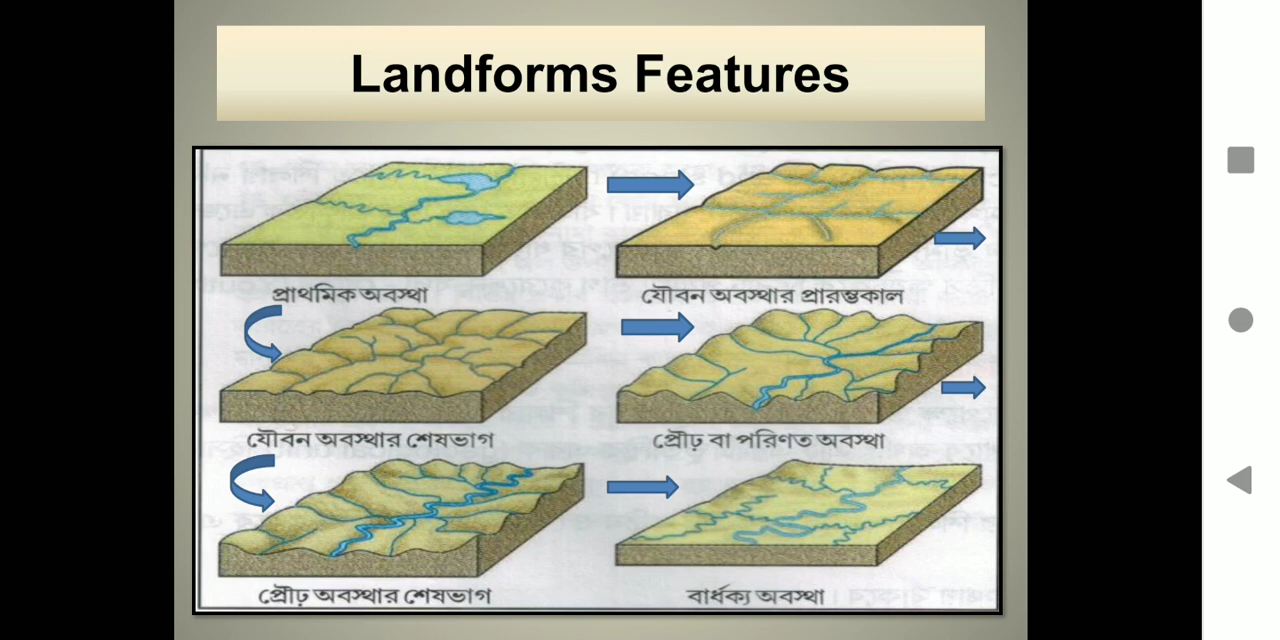 Landforms Features
প্রাথমিক অবস্থা
যৌবন অবস্থার প্রারম্ভকাল
যৌবন অবস্থার শেষভাগ
প্রৌঢ় বা পরিণত অবস্থা
প্রৌঢ় অবস্থার শেষভাগ
বার্ধক্য অবস্থা